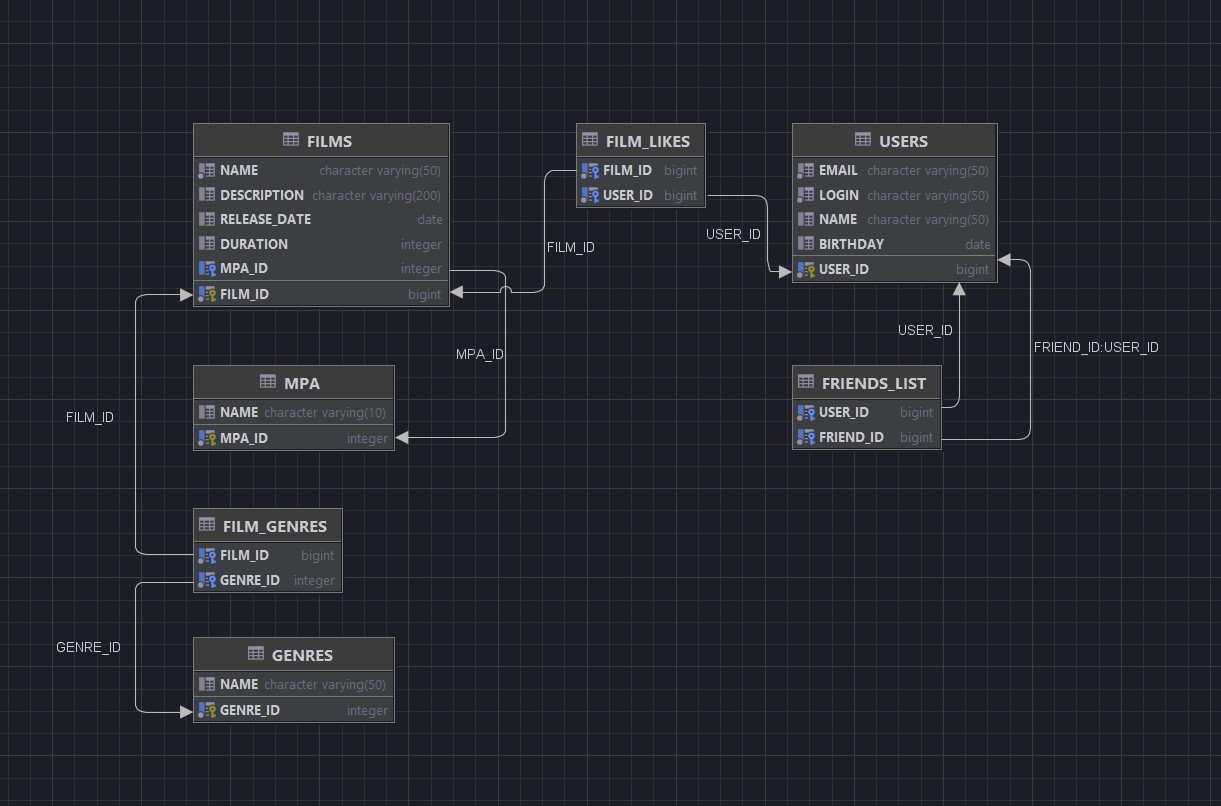 FILMS
NAME character varying(50)
DESCRIPTION character varying(200)
RELEASE_DATE date
DURATION integer
MPA_ID integer
FILM_ID bigint
FILM_LIKES
FILM_ID bigint
USER_ID bigint
USERS
EMAIL character varying(50)
LOGIN character varying(50)
NAME character varying(50)
BIRTHDAY date
USER_ID bigint
FILM_ID
USER_ID
MPA_ID
USER_ID
FRIEND_ID:USER_ID
MPA
NAME character varying(10)
MPA_ID integer
FRIENDS_LIST
USER_ID bigint
FRIEND_ID bigint
FILM_ID
FILM_GENRES
FILM_ID bigint
GENRE_ID integer
GENRE_ID
GENRES
NAME character varying(50)
GENRE_ID integer